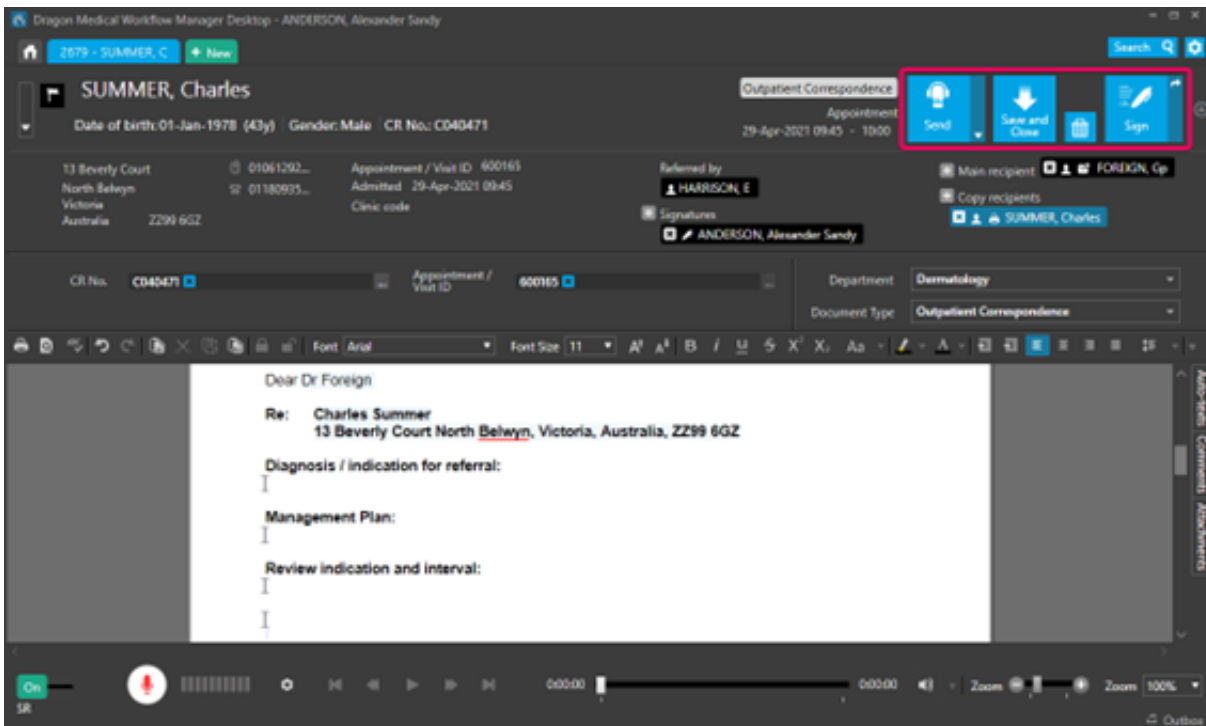 Dragon Medical Workflow Manager Desktop - ANDERSON, Alexander Sandy
2679 - SUMMER, C
+ New
Search
SUMMER, Charles
Date of birth: 01-Jan-1978 (43y) Gender: Male CR No.: C040471
Outpatient Correspondence
Appointment
29-Apr-2021 09:45 - 10:00
Send
Save and Close
Sign
13 Beverly Court
North Belwyn
Victoria
Australia ZZ99 6GZ
01061292...
01180935...
Appointment / Visit ID 600165
Admitted 29-Apr-2021 09:45
Clinic code
Referred by
HARRISON, E
Signatures
ANDERSON, Alexander Sandy
Main recipient FOREIGN, Gp
Copy recipients
SUMMER, Charles
CR No. C040471
Appointment / Visit ID 600165
Department Dermatology
Document Type Outpatient Correspondence
Font Arial Font Size 11 B I U S X² X₂ Aa A
Dear Dr Foreign
Re: Charles Summer
13 Beverly Court North Belwyn, Victoria, Australia, ZZ99 6GZ
Diagnosis / indication for referral:
Management Plan:
Review indication and interval:
Auto-texts
Comments
Attachments
On
SR
0:00:00
0:00:00
Zoom
Zoom 100%
Outbox